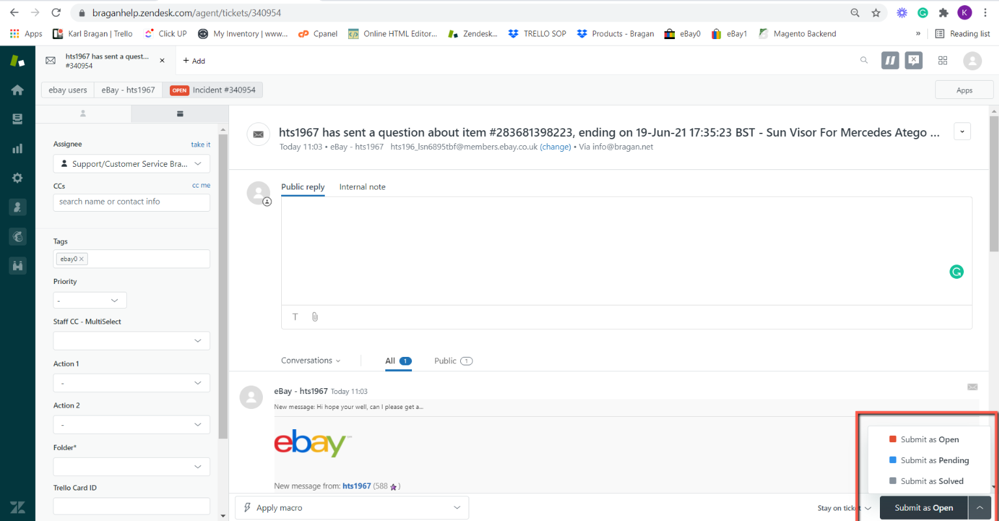 braganhelp.zendesk.com/agent/tickets/340954
K
Apps
Karl Bragan | Trello
Click UP
My Inventory | www...
Cpanel
Online HTML Editor...
Zendesk...
TRELLO SOP
Products - Bragan
eBay0
eBay1
Magento Backend
»
Reading list
hts1967 has sent a quest...
#340954
+ Add
ebay users
eBay - hts1967
OPEN Incident #340954
Apps
Assignee
take it
Support/Customer Service Bra...
CCs
cc me
search name or contact info
Tags
ebay0
Priority
-
Staff CC - MultiSelect
Action 1
-
Action 2
-
Folder*
Trello Card ID
hts1967 has sent a question about item #283681398223, ending on 19-Jun-21 17:35:23 BST - Sun Visor For Mercedes Atego ...
Today 11:03 • eBay - hts1967 hts196_lsn6895tbf@members.ebay.co.uk (change) • Via info@bragan.net
Public reply
Internal note
T
Conversations
All 1
Public 1
eBay - hts1967 Today 11:03
New message: Hi hope your well, can I please get a...
ebay™
New message from: hts1967 (588 )
Submit as Open
Submit as Pending
Submit as Solved
Apply macro
Stay on ticket
Submit as Open